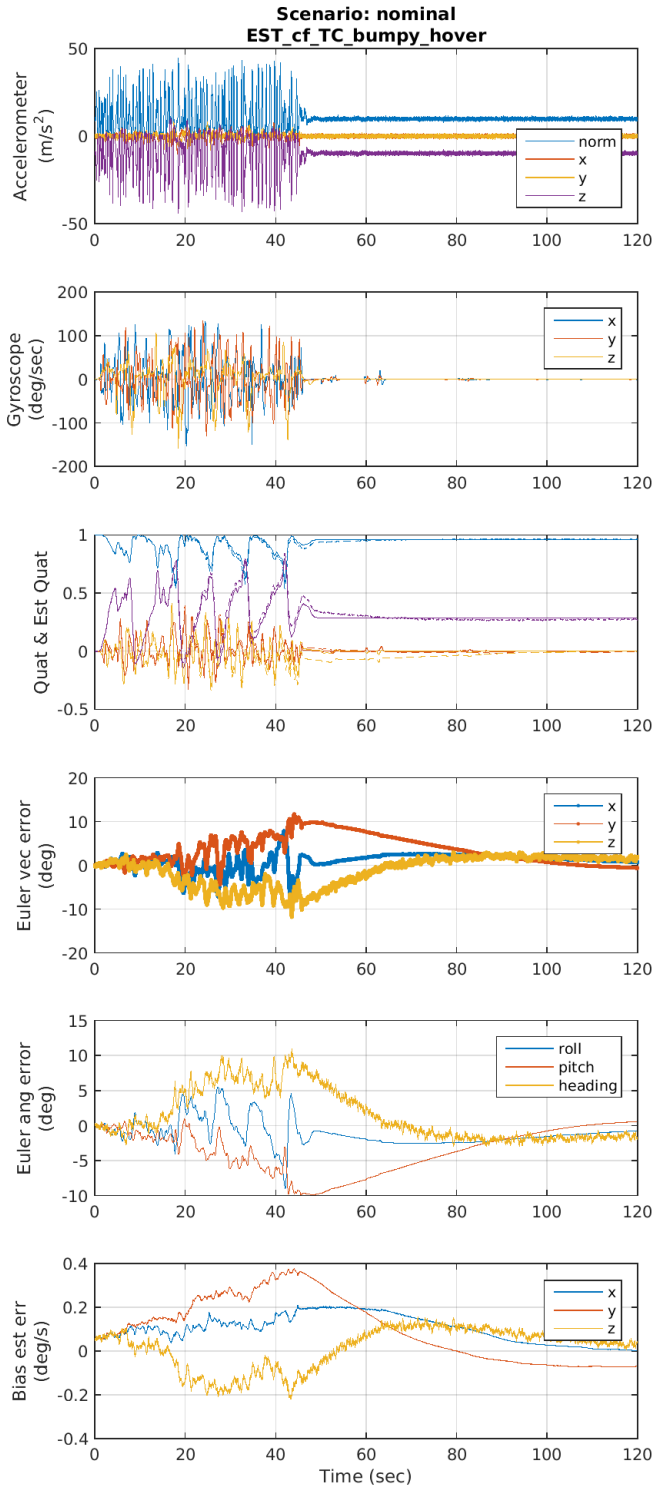 Scenario: nominal
EST_cf_TC_bumpy_hover
Accelerometer
(m/s²)
50
0
-50
norm
x
y
z
0 20 40 60 80 100 120
Gyroscope
(deg/sec)
200
100
0
-100
-200
x
y
z
0 20 40 60 80 100 120
Quat & Est Quat
1
0.5
0
-0.5
0 20 40 60 80 100 120
Euler vec error
(deg)
20
10
0
-10
-20
x
y
z
0 20 40 60 80 100 120
Euler ang error
(deg)
15
10
5
0
-5
-10
roll
pitch
heading
0 20 40 60 80 100 120
Bias est err
(deg/s)
0.4
0.2
0
-0.2
-0.4
x
y
z
0 20 40 60 80 100 120
Time (sec)